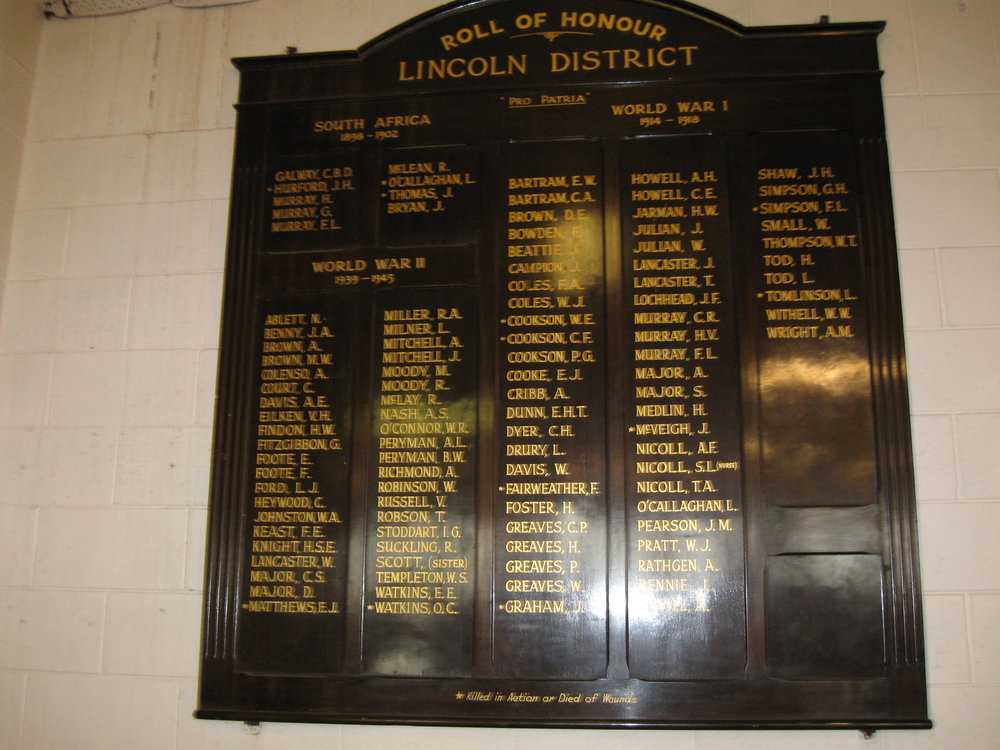 ROLL OF HONOUR
LINCOLN DISTRICT
"PRO PATRIA"
SOUTH AFRICA
1898-1902
GALWAY, C.B.D.
*HURFORD, J.H.
MURRAY, H.
MURRAY, G.
MURRAY, F.L.
McLEAN, R.
*O'CALLAGHAN, L.
*THOMAS, J.
BRYAN, J.
WORLD WAR II
1939-1945
ABLETT, N.
BENNY, J.A.
BROWN, A.
BROWN, M.W.
COLENSO, A.
COURT, C.
DAVIS, A.E.
EILKEN, V.H.
FINDON, H.W.
FITZGIBBON, G.
FOOTE, E.
FOOTE, F.
FORD, L.J.
HEYWOOD, C.
JOHNSTON, W.A.
KEAST, F.E.
KNIGHT, H.S.E.
LANCASTER, W.
MAJOR, C.S.
MAJOR, D.
*MATTHEWS, E.J.
MILLER, R.A.
MILNER, L.
MITCHELL, A.
MITCHELL, J.
MOODY, M.
MOODY, R.
McLAY, R.
NASH, A.S.
O'CONNOR, W.R.
PERYMAN, A.L.
PERYMAN, B.W.
RICHMOND, A.
ROBINSON, W.
RUSSELL, V.
ROBSON, T.
STODDART, I.G.
SUCKLING, R.
SCOTT, (SISTER)
TEMPLETON, W.S.
WATKINS, E.E.
*WATKINS, O.C.
WORLD WAR I
1914-1918
BARTRAM, E.W.
BARTRAM, C.A.
BROWN, D.E.
BOWDEN, E.
BEATTIE, J.
CAMPION, J.
COLES, F.A.
COLES, W.J.
*COOKSON, W.E.
*COOKSON, C.F.
COOKSON, P.G.
COOKE, E.J.
CRIBB, A.
DUNN, E.H.T.
DYER, C.H.
DRURY, L.
DAVIS, W.
*FAIRWEATHER, F.
FOSTER, H.
GREAVES, C.P.
GREAVES, H.
GREAVES, P.
GREAVES, W.
*GRAHAM, J.
HOWELL, A.H.
HOWELL, C.E.
JARMAN, H.W.
JULIAN, J.
JULIAN, W.
LANCASTER, J.
LANCASTER, T.
LOCHHEAD, J.F.
MURRAY, C.R.
MURRAY, H.V.
MURRAY, F.L.
MAJOR, A.
MAJOR, S.
MEDLIN, H.
*McVEIGH, J.
NICOLL, A.F.
NICOLL, S.L. (NURSE)
NICOLL, T.A.
O'CALLAGHAN, L.
PEARSON, J.M.
PRATT, W.J.
RATHGEN, A.
RENNIE, J.
SHAW, J.H.
SIMPSON, G.H.
*SIMPSON, F.L.
SMALL, W.
THOMPSON, W.T.
TOD, H.
TOD, L.
*TOMLINSON, L.
WITHELL, W.W.
WRIGHT, A.M.
* Killed in Action or Died of Wounds